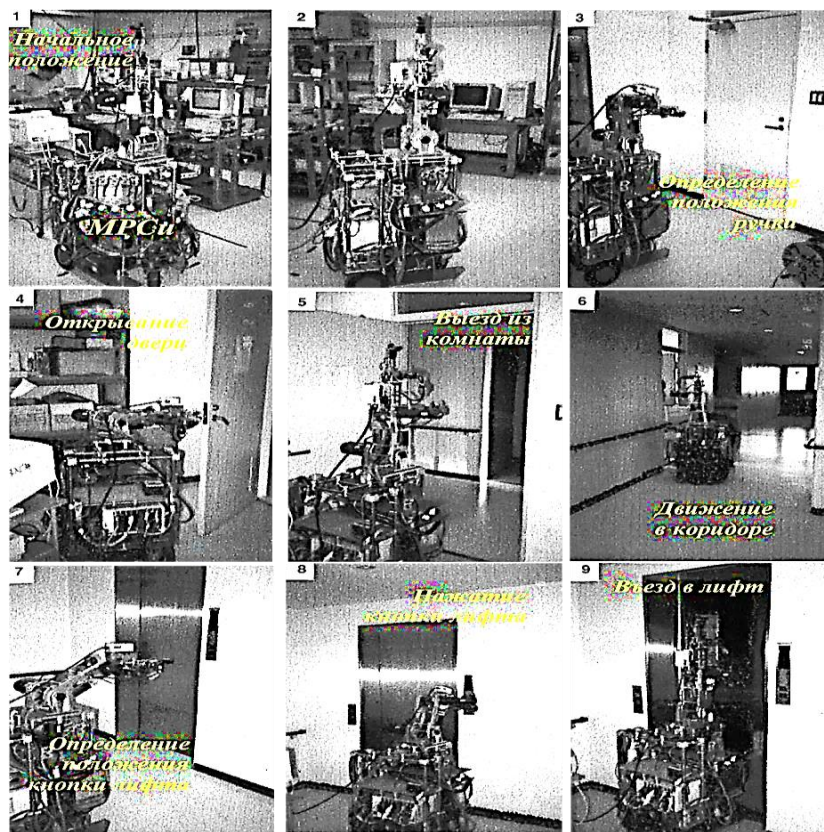 1
Начальное
положение
МРСи
2
3
Определение
положения
ручки
4
Открывание
двери
5
Выезд из
комнаты
6
Движение
в коридоре
7
Определение
положения
кнопки лифта
8
Нажатие
кнопки лифта
9
Въезд в лифт